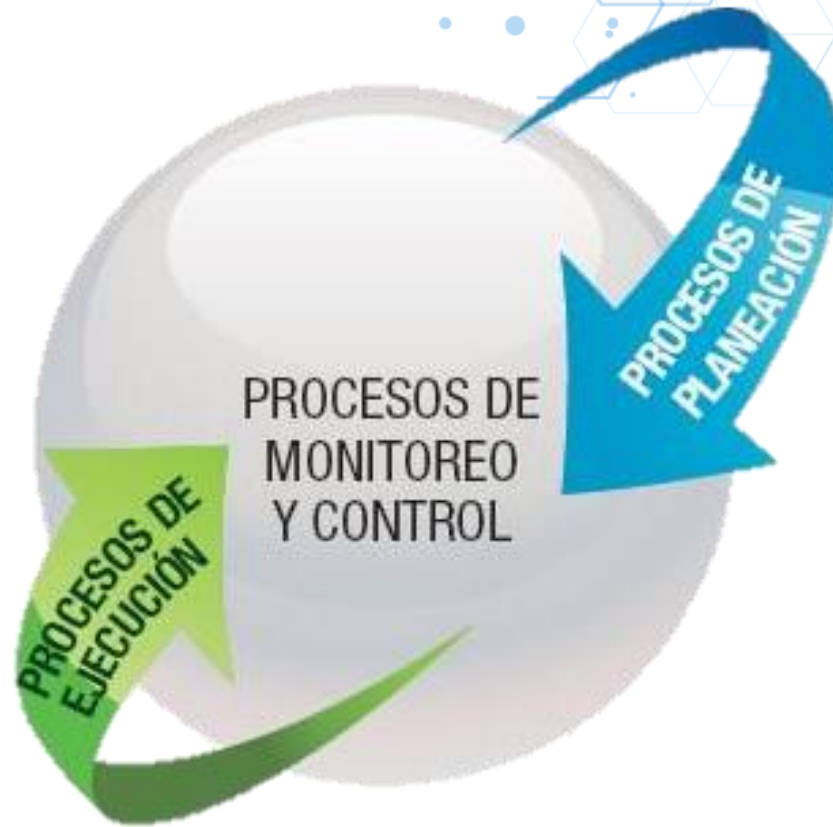 PROCESOS DE
PLANEACIÓN
PROCESOS DE
MONITOREO
Y CONTROL
PROCESOS DE
EJECUCIÓN